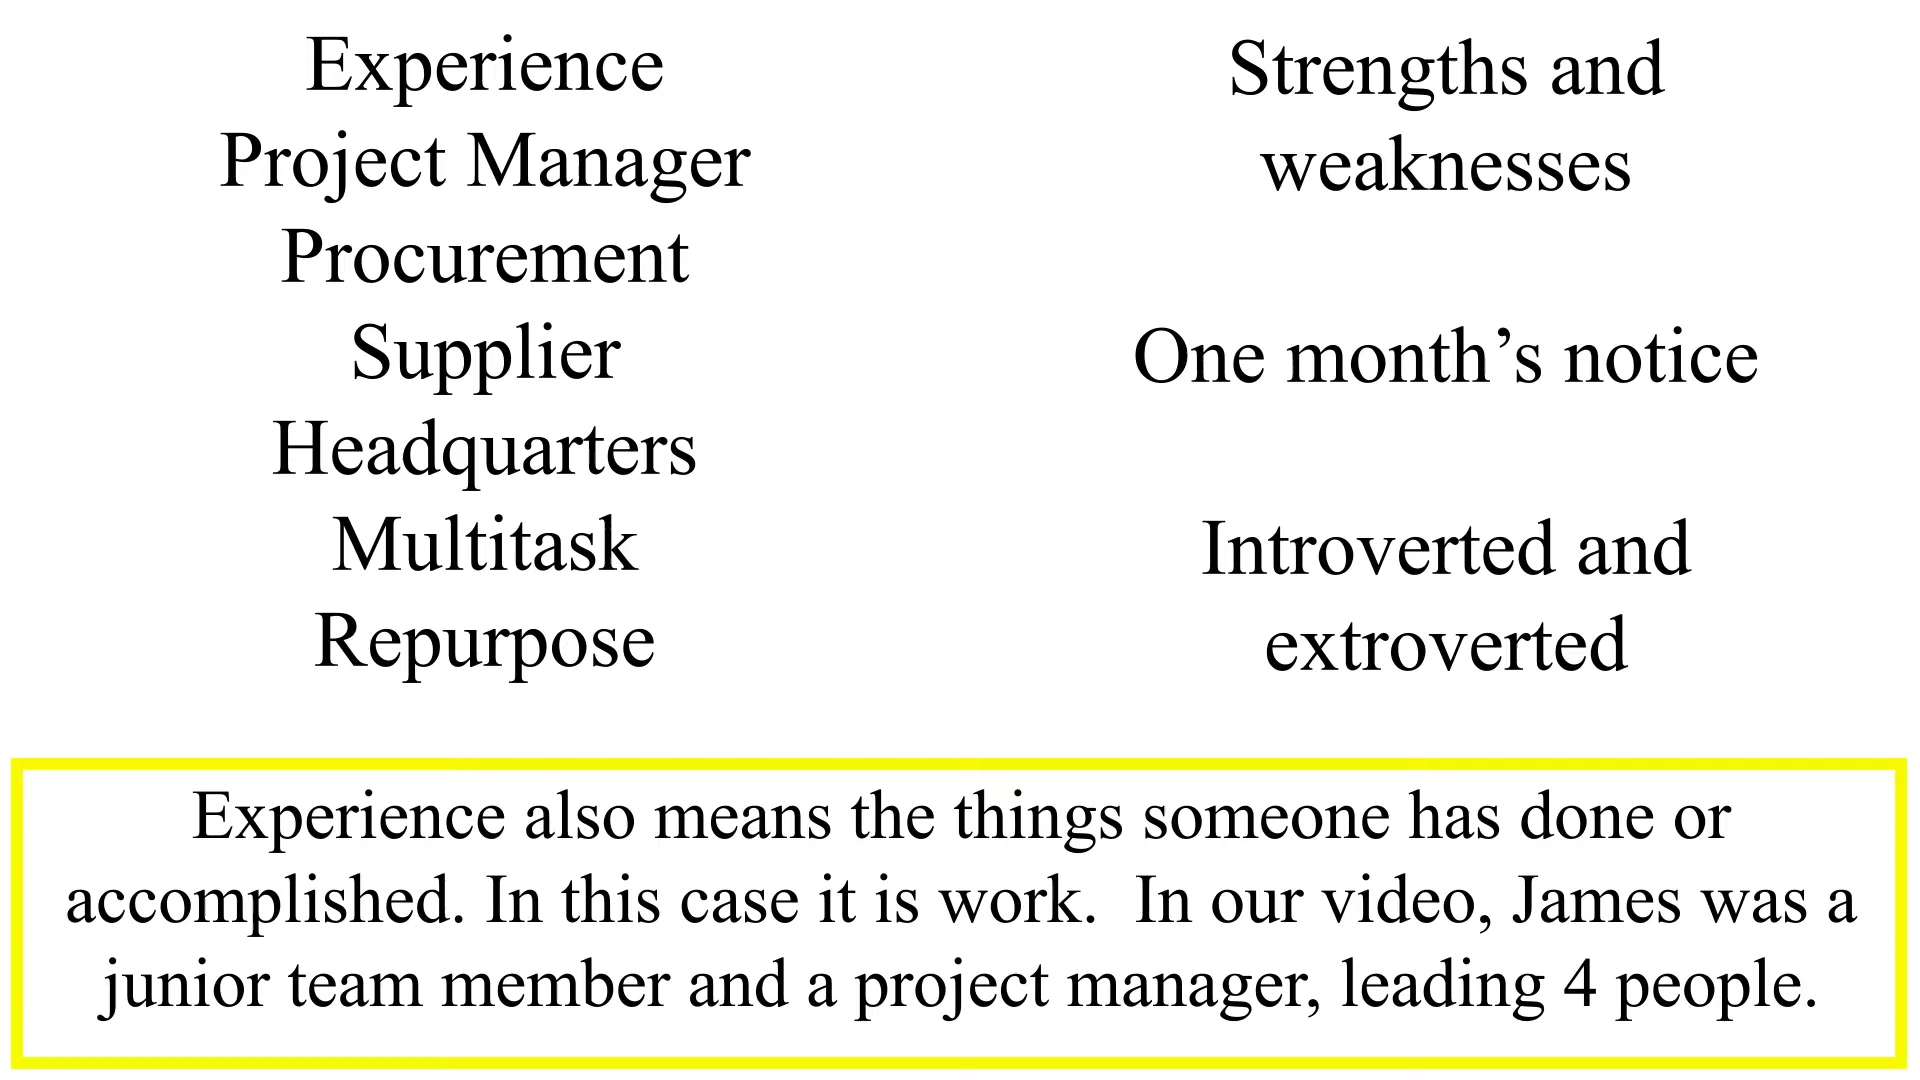 Experience
Project Manager
Procurement
Supplier
Headquarters
Multitask
Repurpose
Strengths and
weaknesses
One month’s notice
Introverted and
extroverted
Experience also means the things someone has done or
accomplished. In this case it is work.  In our video, James was a
junior team member and a project manager, leading 4 people.